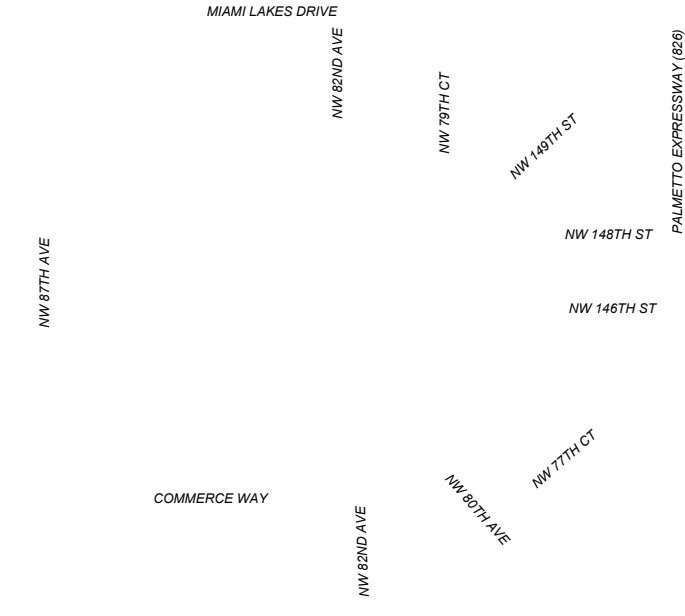 MIAMI LAKES DRIVE
NW 82ND AVE
PALMETTO EXPRESSWAY (826)
NW 79TH CT
NW 149TH ST
NW 148TH ST
NW 87TH AVE
NW 146TH ST
NW 77TH CT
NW 80TH AVE
COMMERCE WAY
NW 82ND AVE